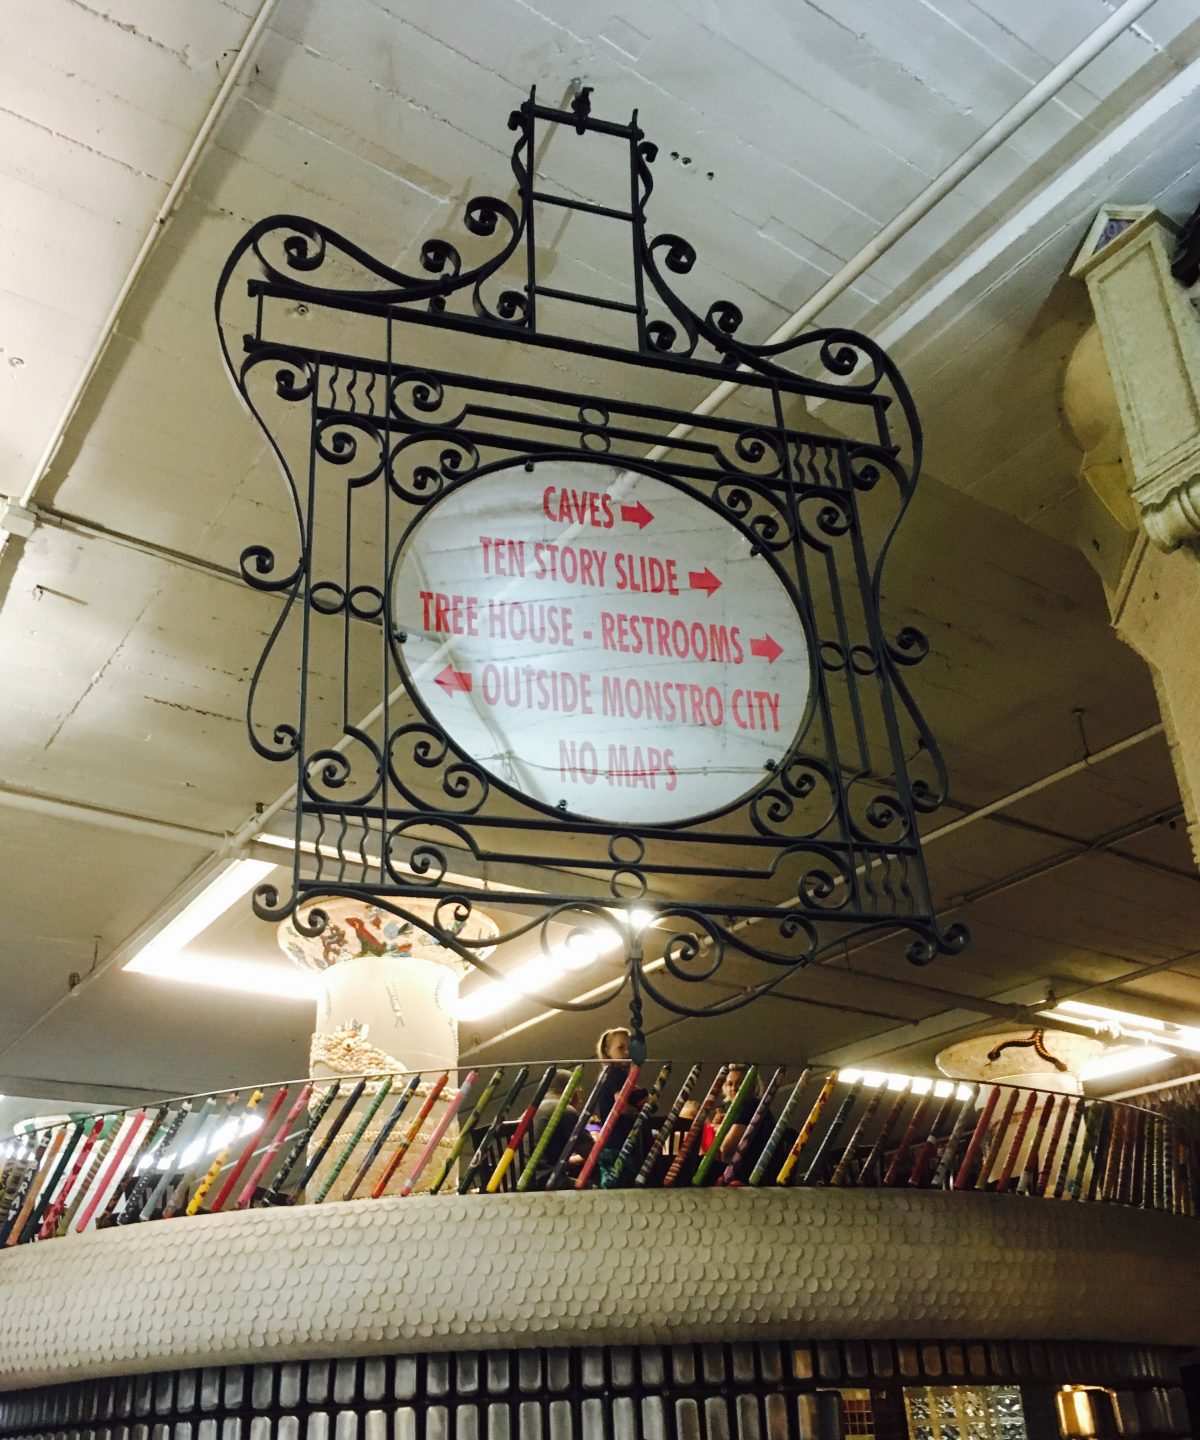 CAVES →
TEN STORY SLIDE →
TREE HOUSE - RESTROOMS →
← OUTSIDE MONSTRO CITY
NO MAPS